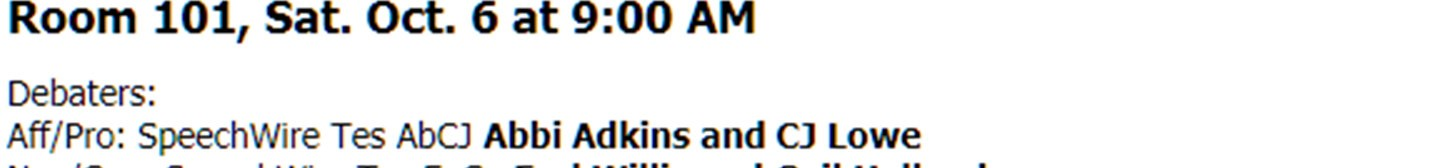 Room 101, Sat. Oct. 6 at 9:00 AM
Debaters:
Aff/Pro: SpeechWire Tes AbCJ Abbi Adkins and CJ Lowe